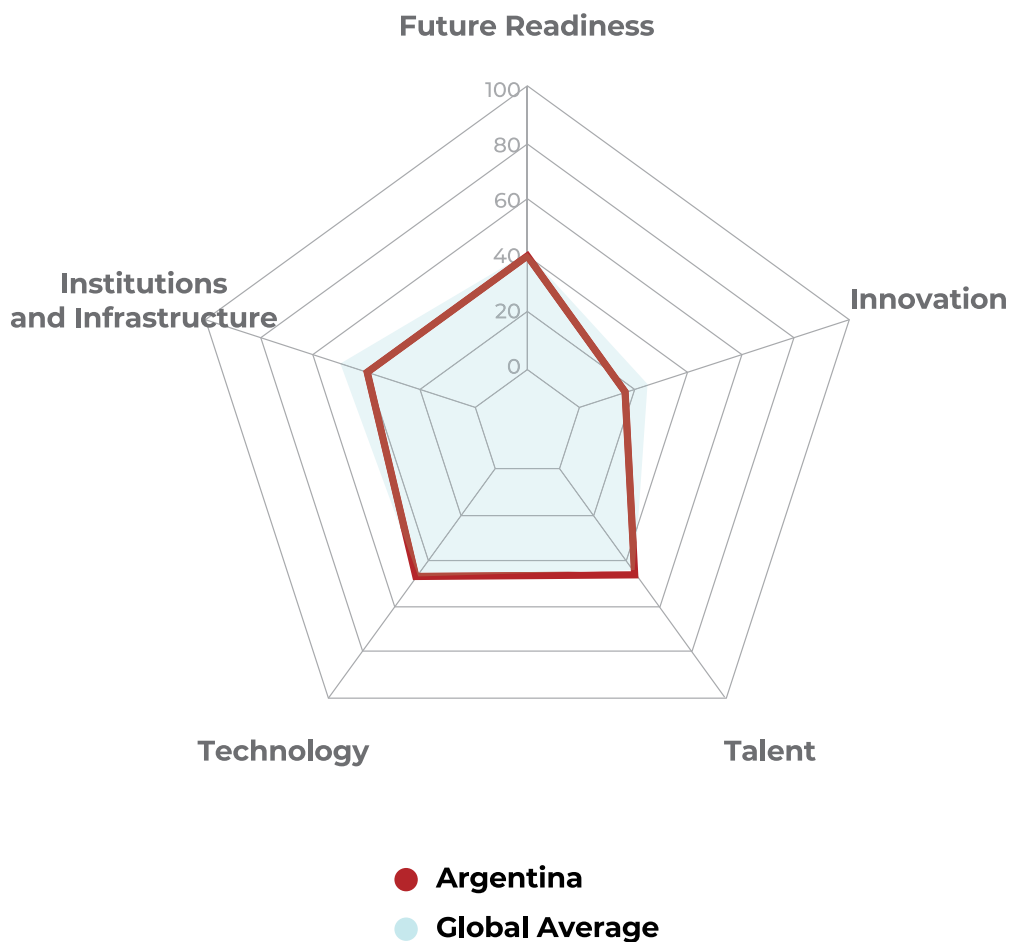 Future Readiness
100
80
60
40
20
0
Institutions
and Infrastructure
Innovation
Technology
Talent
Argentina
Global Average